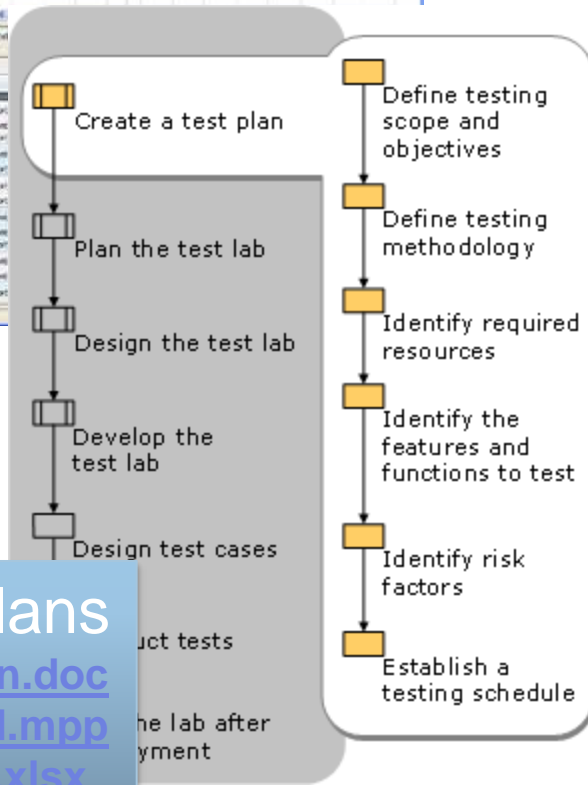 Create a test plan
Plan the test lab
Design the test lab
Develop the
test lab
Design test cases
uct tests
he lab after
yment
Define testing
scope and
objectives
Define testing
methodology
Identify required
resources
Identify the
features and
functions to test
Identify risk
factors
Establish a
testing schedule
lans
n.doc
l.mpp
.xlsx